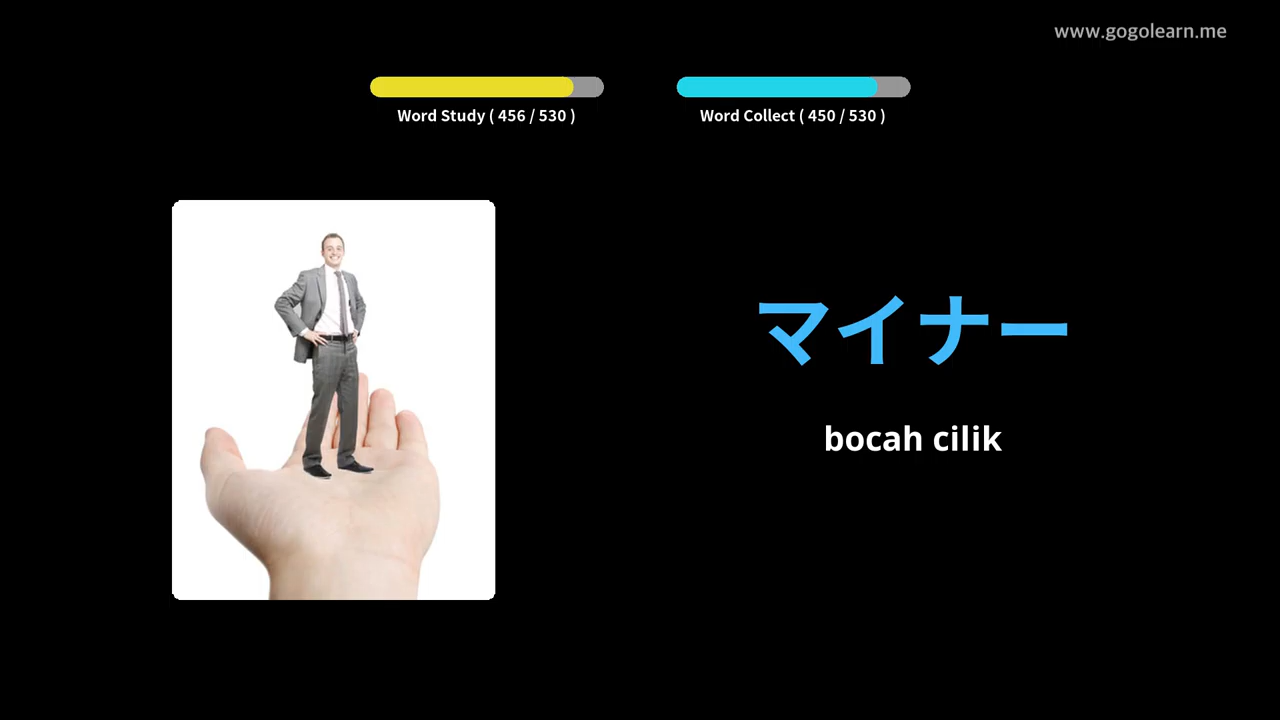 www.gogolearn.me
Word Study ( 456 / 530 )
Word Collect ( 450 / 530 )
マイナー
bocah cilik